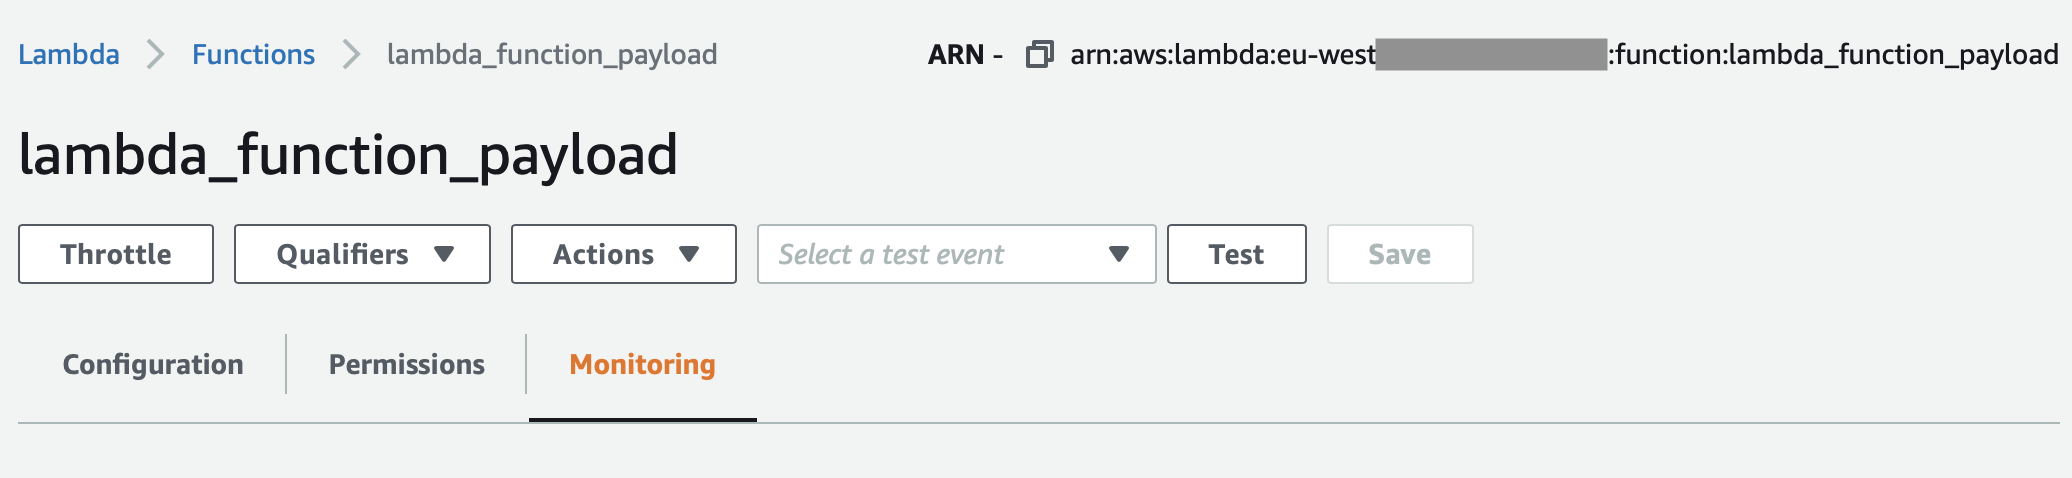 Lambda > Functions > lambda_function_payload ARN - arn:aws:lambda:eu-west :function:lambda_function_payload
lambda_function_payload
Throttle Qualifiers Actions Select a test event Test Save
Configuration Permissions Monitoring